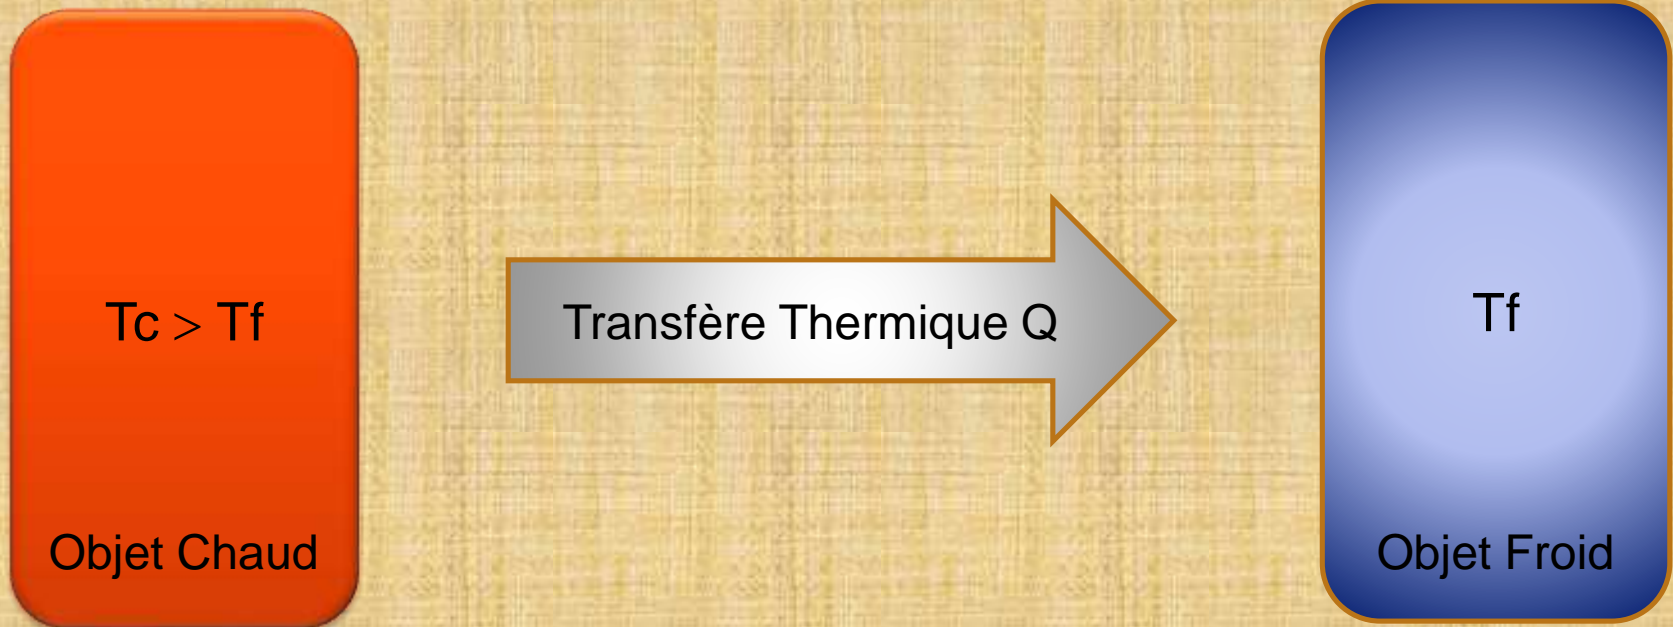 Tc > Tf
Objet Chaud
Transfère Thermique Q
Tf
Objet Froid